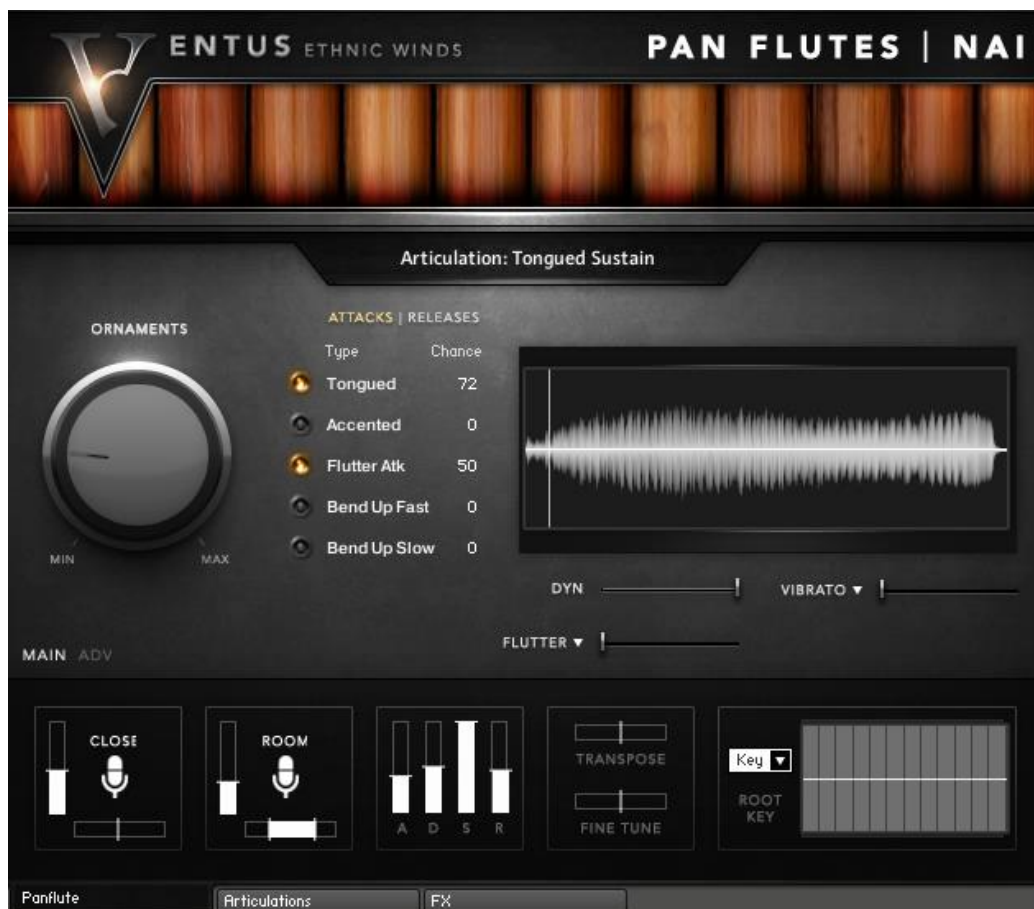 VENTUS ETHNIC WINDS
PAN FLUTES | NAI
Articulation: Tongued Sustain
ORNAMENTS
MIN MAX
ATTACKS | RELEASES
Type Chance
Tongued 72
Accented 0
Flutter Atk 50
Bend Up Fast 0
Bend Up Slow 0
DYN
VIBRATO ▼
FLUTTER ▼
MAIN ADV
CLOSE
ROOM
A D S R
TRANSPOSE
FINE TUNE
Key ▼
ROOT
KEY
Panflute Articulations FX